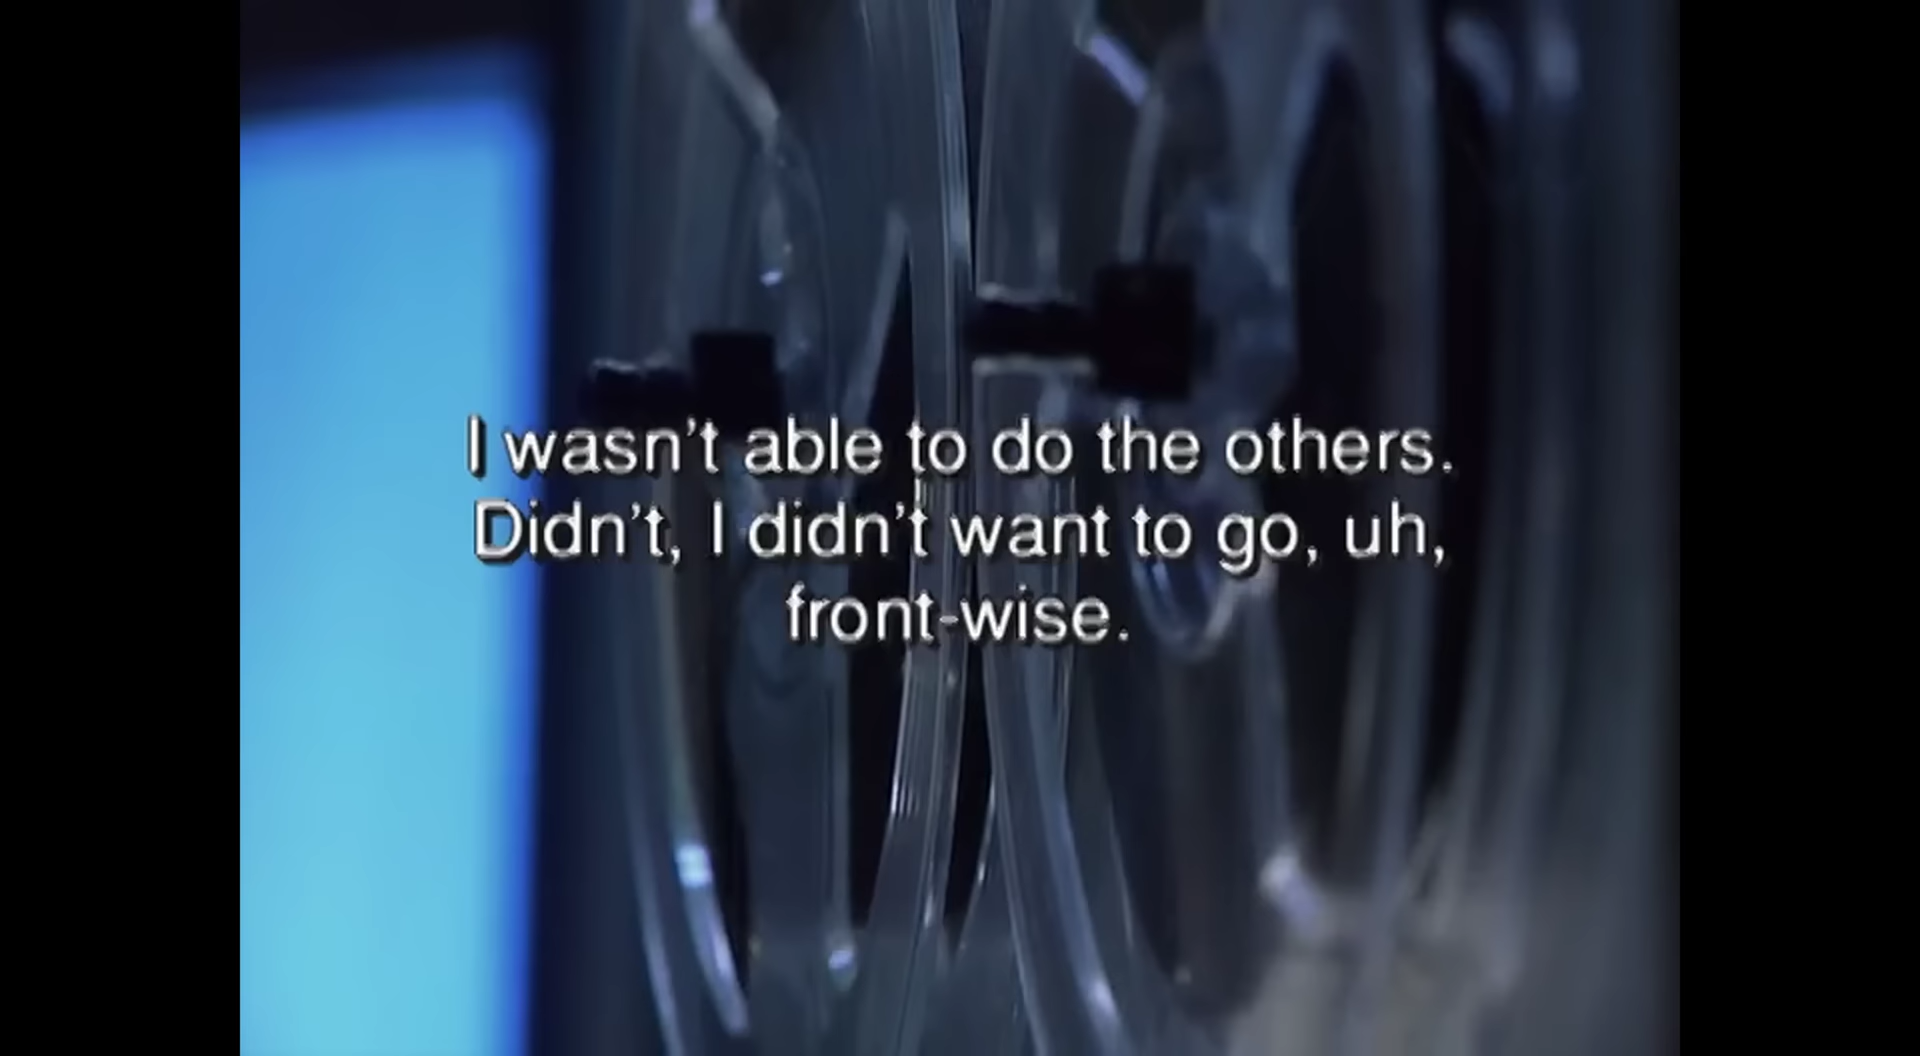 I wasn't able to do the others.
Didn't, I didn't want to go, uh,
front-wise.